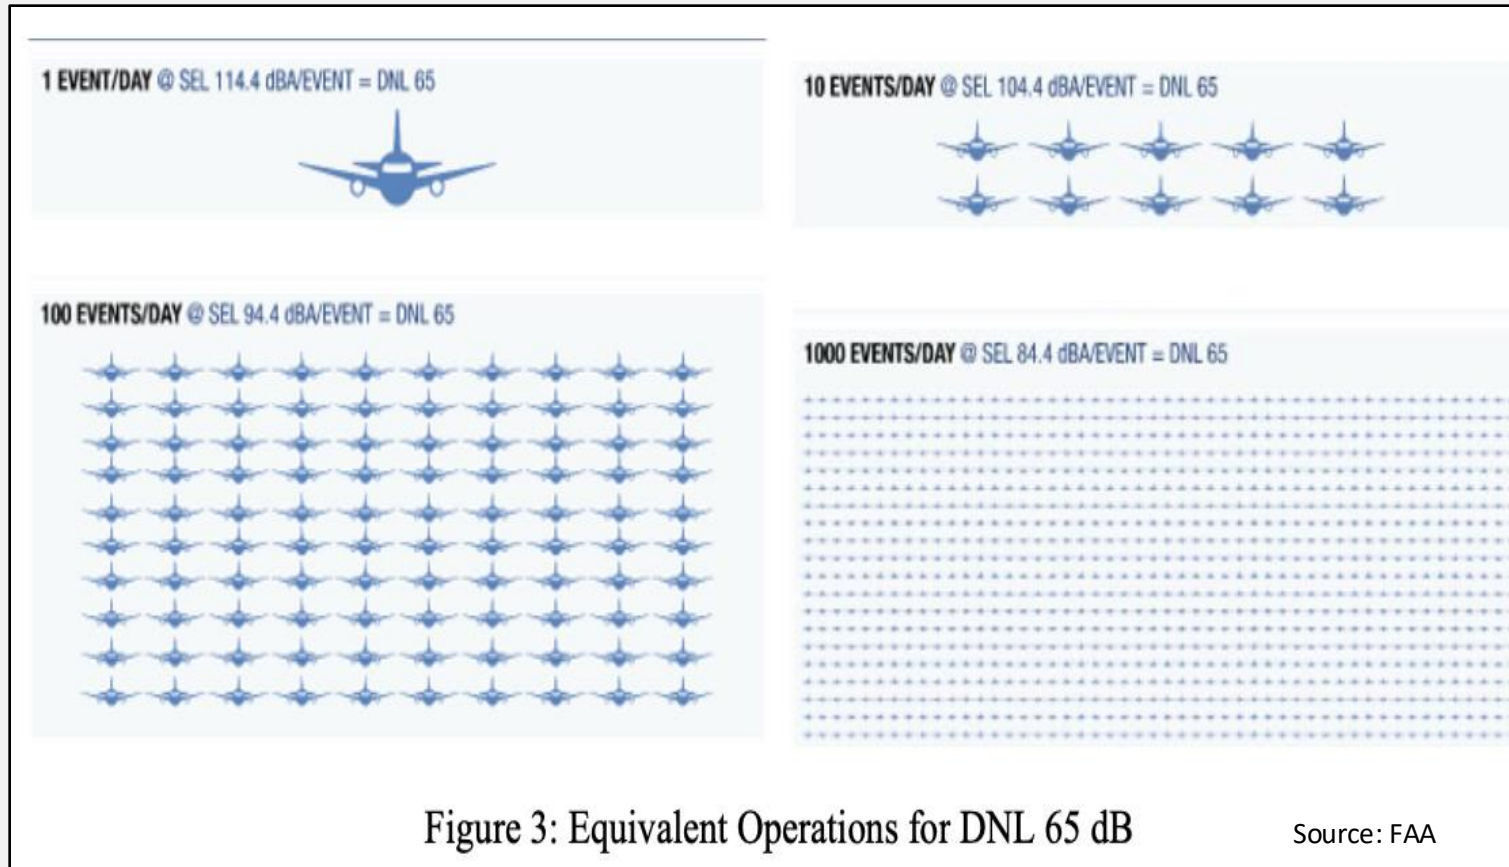 1 EVENT/DAY @ SEL 114.4 dBA/EVENT = DNL 65
10 EVENTS/DAY @ SEL 104.4 dBA/EVENT = DNL 65
100 EVENTS/DAY @ SEL 94.4 dBA/EVENT = DNL 65
1000 EVENTS/DAY @ SEL 84.4 dBA/EVENT = DNL 65
Figure 3: Equivalent Operations for DNL 65 dB
Source: FAA